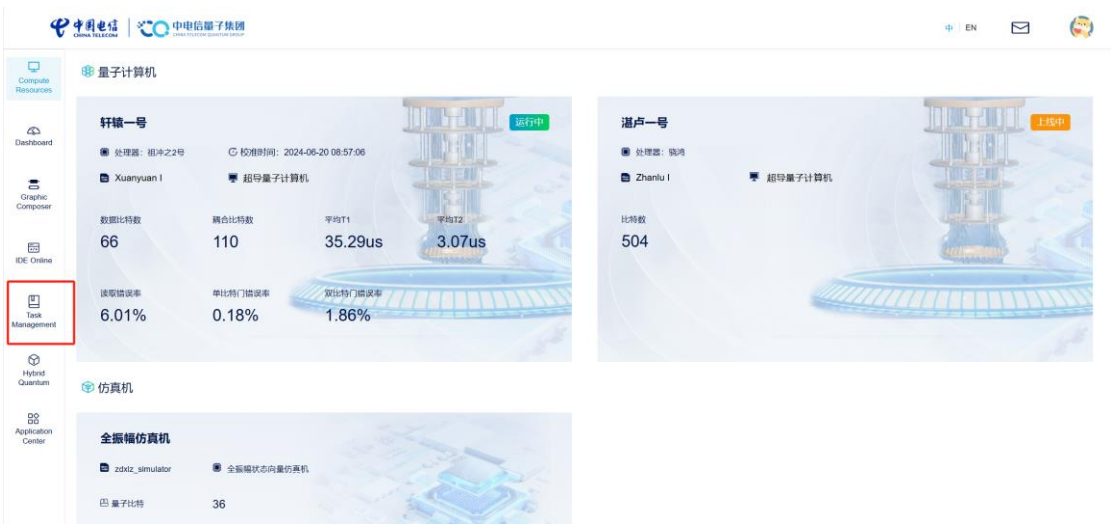 中国电信 中电信量子集团
CHINA TELECOM CHINA TELECOM QUANTUM GROUP
中 EN
Compute
Resources
Dashboard
Graphic
Composer
IDE Online
Task
Management
Hybrid
Quantum
Application
Center
量子计算机
轩辕一号 运行中
处理器：祖冲之2号 校准时间：2024-06-20 08:57:06
Xuanyuan I 超导量子计算机
数据比特数 耦合比特数 平均T1 平均T2
66 110 35.29us 3.07us
读取错误率 单比特门错误率 双比特门错误率
6.01% 0.18% 1.86%
湛卢一号 上线中
处理器：骁鸿
Zhanlu I 超导量子计算机
比特数
504
仿真机
全振幅仿真机
zdxlz_simulator 全振幅状态向量仿真机
量子比特 36